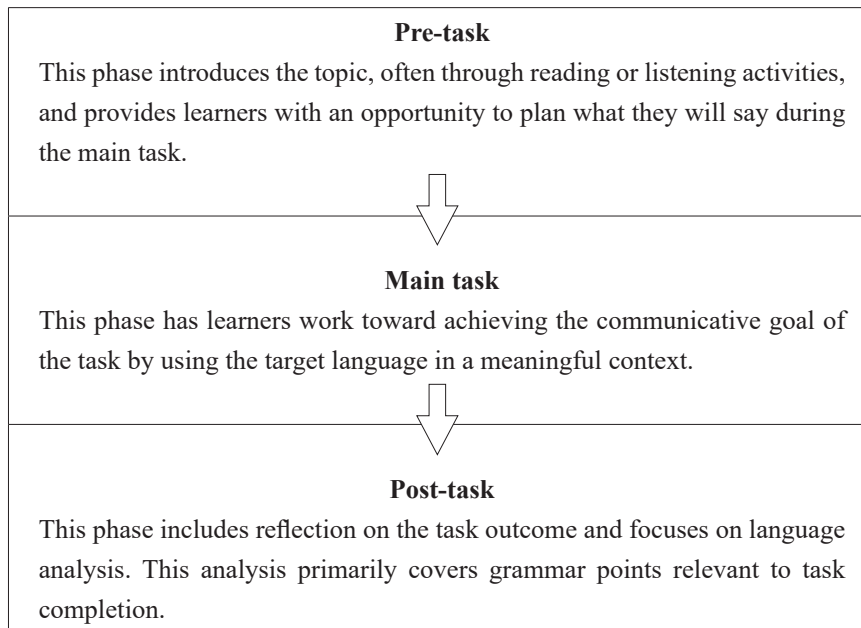 Pre-task
This phase introduces the topic, often through reading or listening activities,
and provides learners with an opportunity to plan what they will say during
the main task.
Main task
This phase has learners work toward achieving the communicative goal of
the task by using the target language in a meaningful context.
Post-task
This phase includes reflection on the task outcome and focuses on language
analysis. This analysis primarily covers grammar points relevant to task
completion.